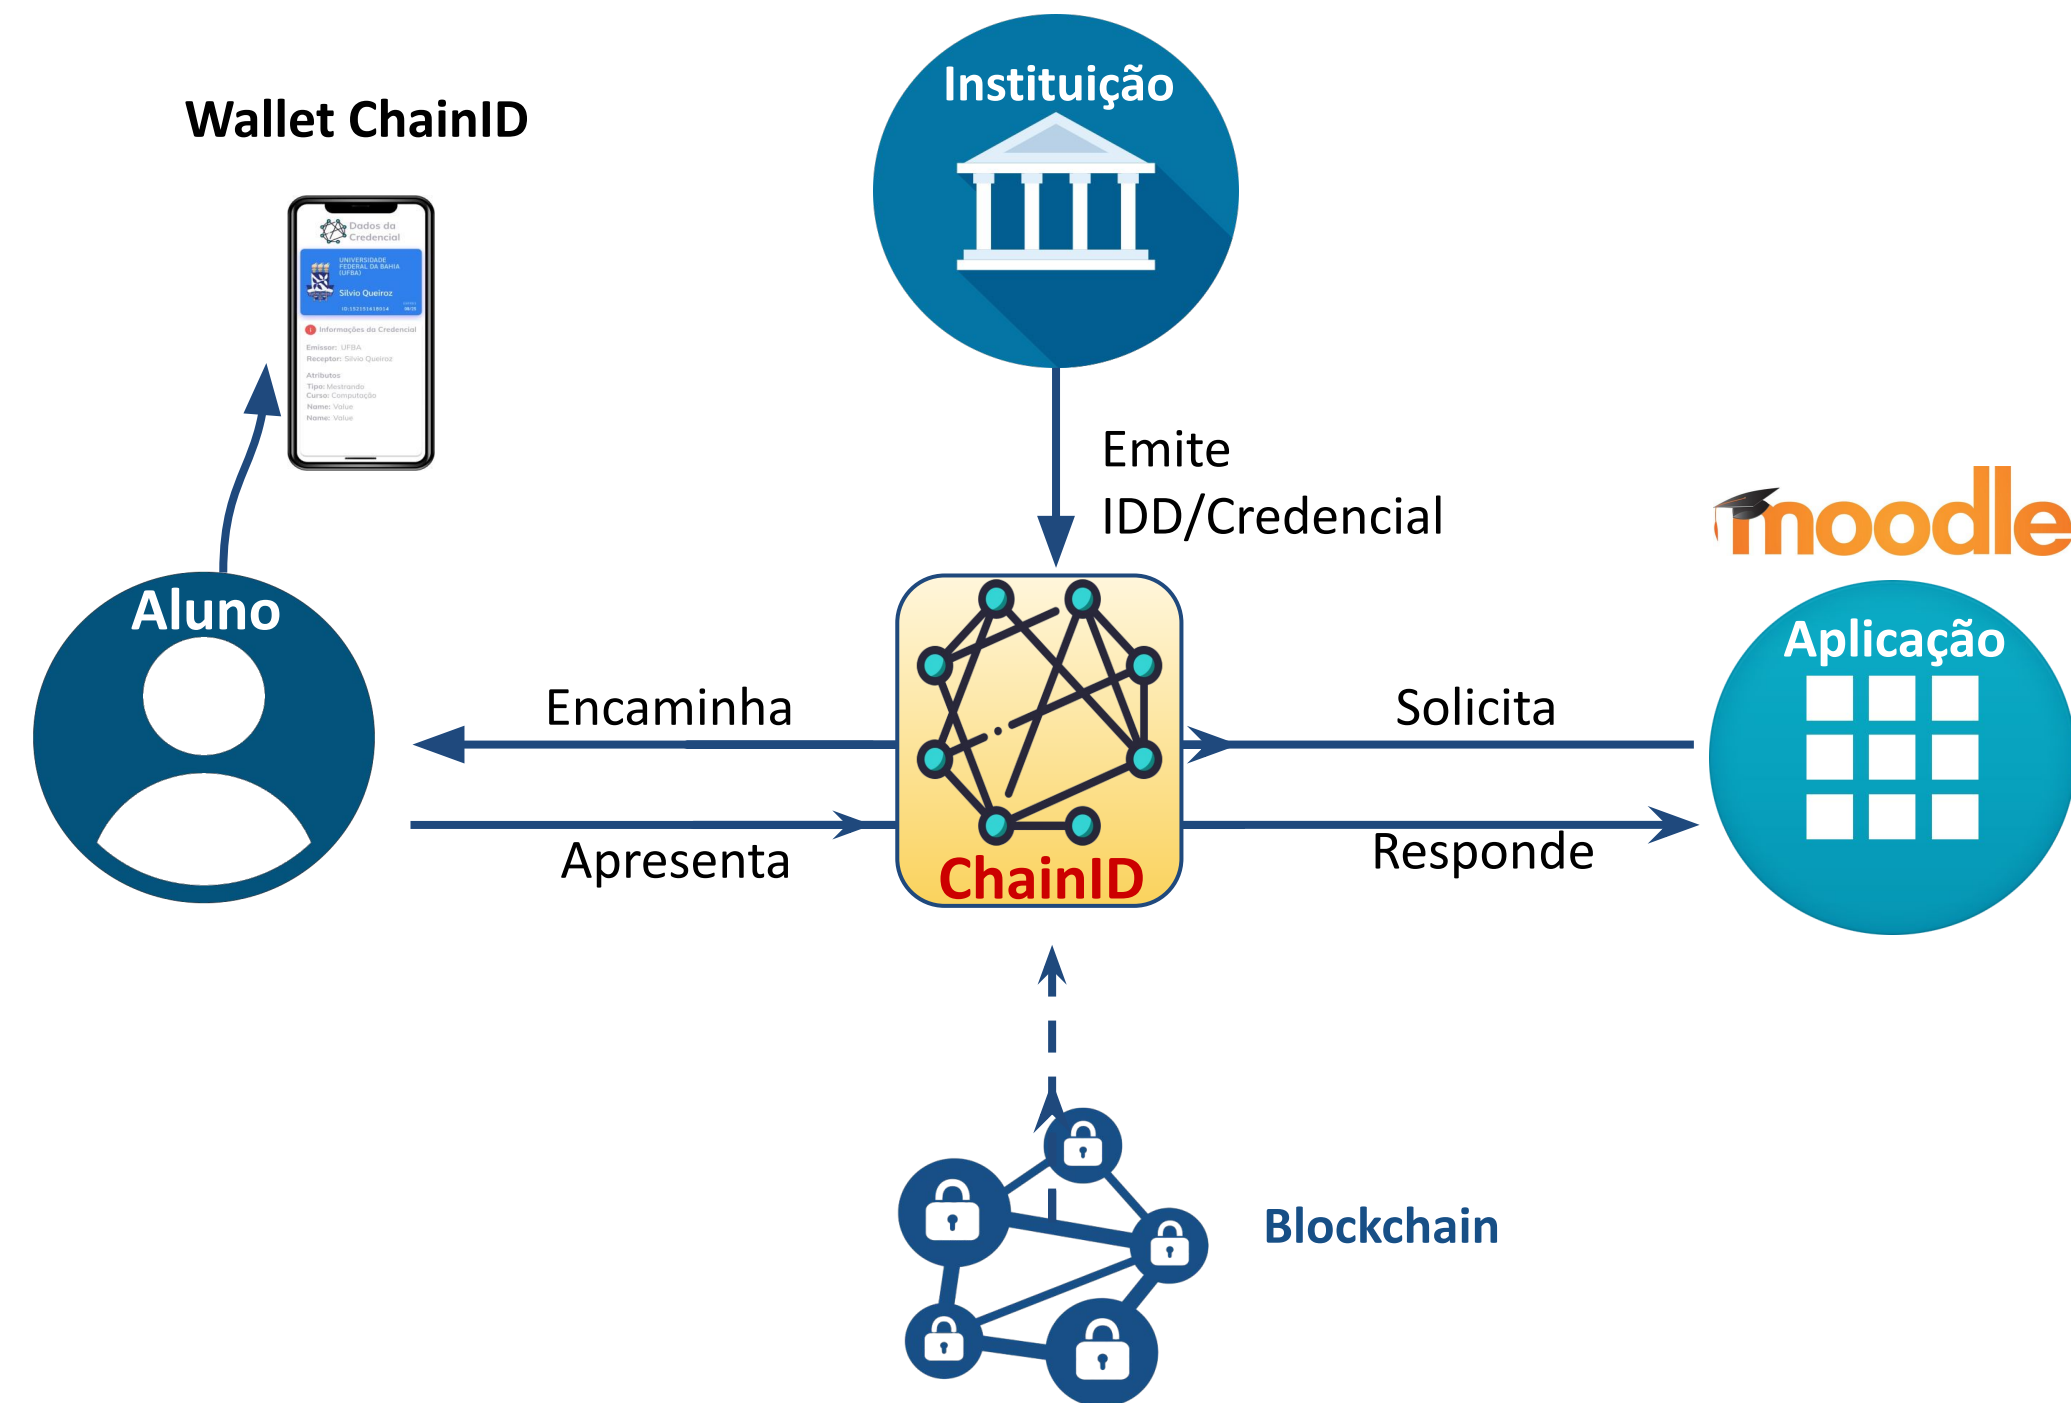 Instituição
Wallet ChainID
Dados da
Credencial
UNIVERSIDADE
FEDERAL DA BAHIA
(UFBA)
Silvio Queiroz
Informações da Credencial
Emissor: UFBA
Receptor: Silvio Queiroz
Atributos
Tipo: Mestrando
Curso: Computação
Name: Value
Name: Value
Emite
IDD/Credencial
moodle
Aluno
Aplicação
Encaminha
Solicita
Apresenta
Responde
ChainID
Blockchain